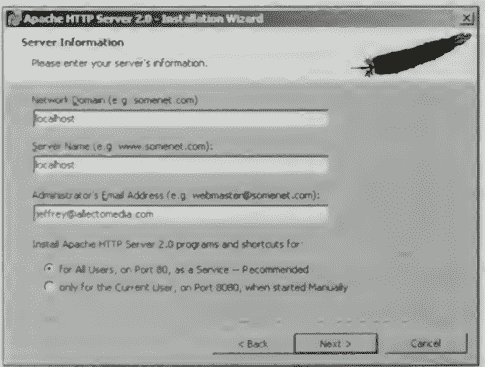 Apache HTTP Server 2.0 - Installation Wizard
Server Information
Please enter your server's information.
Network Domain (e.g. somenet.com)
localhost
Server Name (e.g. www.somenet.com):
localhost
Administrator's Email Address (e.g. webmaster@somenet.com):
jeffrey@allectomedia.com
Install Apache HTTP Server 2.0 programs and shortcuts for:
for All Users, on Port 80, as a Service -- Recommended
only for the Current User, on Port 8080, when started Manually
< Back Next > Cancel